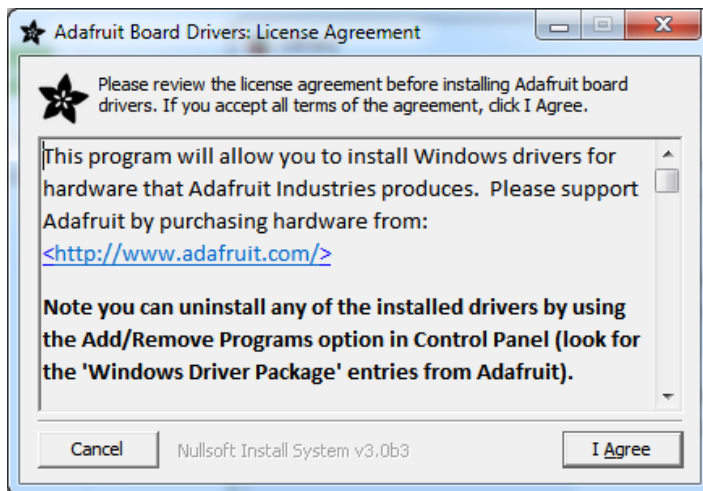 Adafruit Board Drivers: License Agreement
Please review the license agreement before installing Adafruit board
drivers. If you accept all terms of the agreement, click I Agree.
This program will allow you to install Windows drivers for
hardware that Adafruit Industries produces.  Please support
Adafruit by purchasing hardware from:
<http://www.adafruit.com/>
Note you can uninstall any of the installed drivers by using
the Add/Remove Programs option in Control Panel (look for
the 'Windows Driver Package' entries from Adafruit).
Cancel
Nullsoft Install System v3.0b3
I Agree